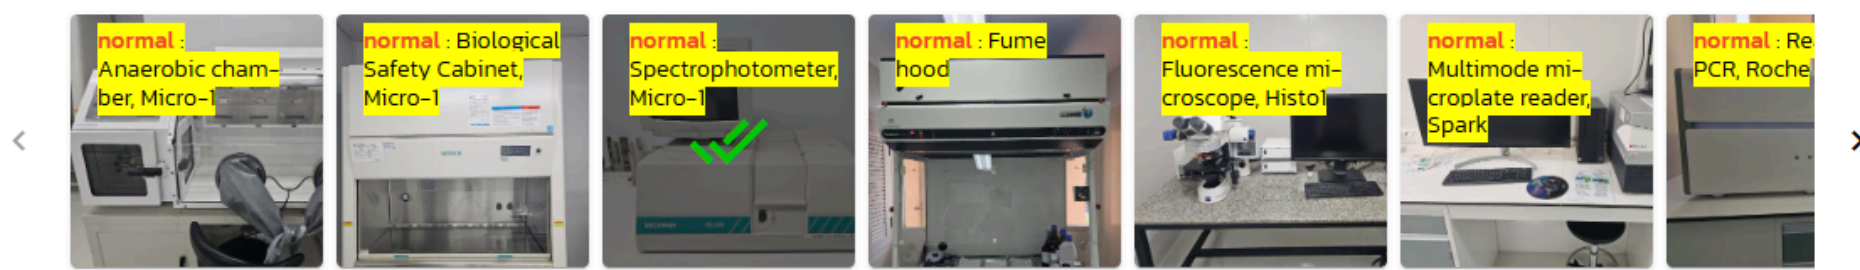 normal :
Anaerobic cham-
ber, Micro-1
normal : Biological
Safety Cabinet,
Micro-1
normal :
Spectrophotometer,
Micro-1
normal : Fume
hood
normal :
Fluorescence mi-
croscope, Histo1
normal :
Multimode mi-
croplate reader,
Spark
normal : Re
PCR, Roche
BECKMAN